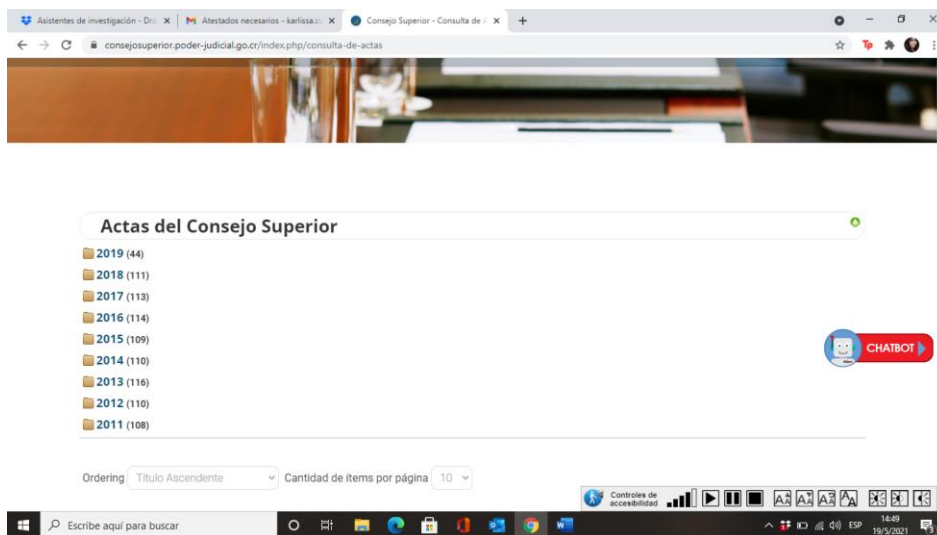 Asistentes de investigación - Dro
Atestados necesarios - karlissa.z
Consejo Superior - Consulta de A
consejosuperior.poder-judicial.go.cr/index.php/consulta-de-actas
Tp
Actas del Consejo Superior
2019 (44)
2018 (111)
2017 (113)
2016 (114)
2015 (109)
2014 (110)
2013 (116)
2012 (110)
2011 (108)
CHATBOT
Ordering Título Ascendente Cantidad de ítems por página 10
Controles de
accesibilidad
Escribe aquí para buscar
ESP
14:49
19/5/2021